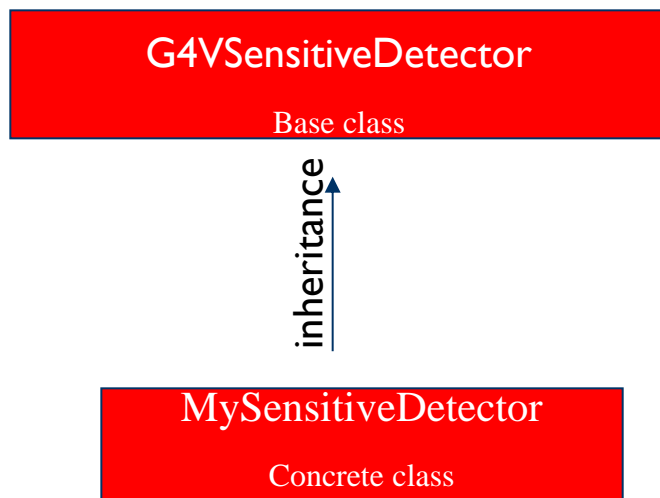 G4VSensitiveDetector
Base class
inheritance
MySensitiveDetector
Concrete class